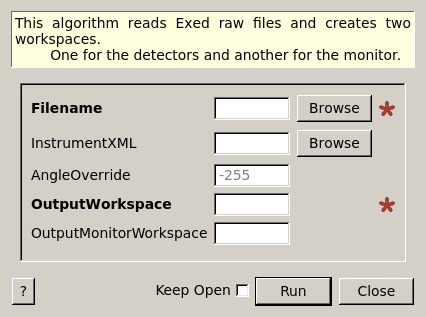 This algorithm reads Exed raw files and creates two
workspaces.
One for the detectors and another for the monitor.
Filename Browse *
InstrumentXML Browse
AngleOverride -255
OutputWorkspace *
OutputMonitorWorkspace
? Keep Open Run Close